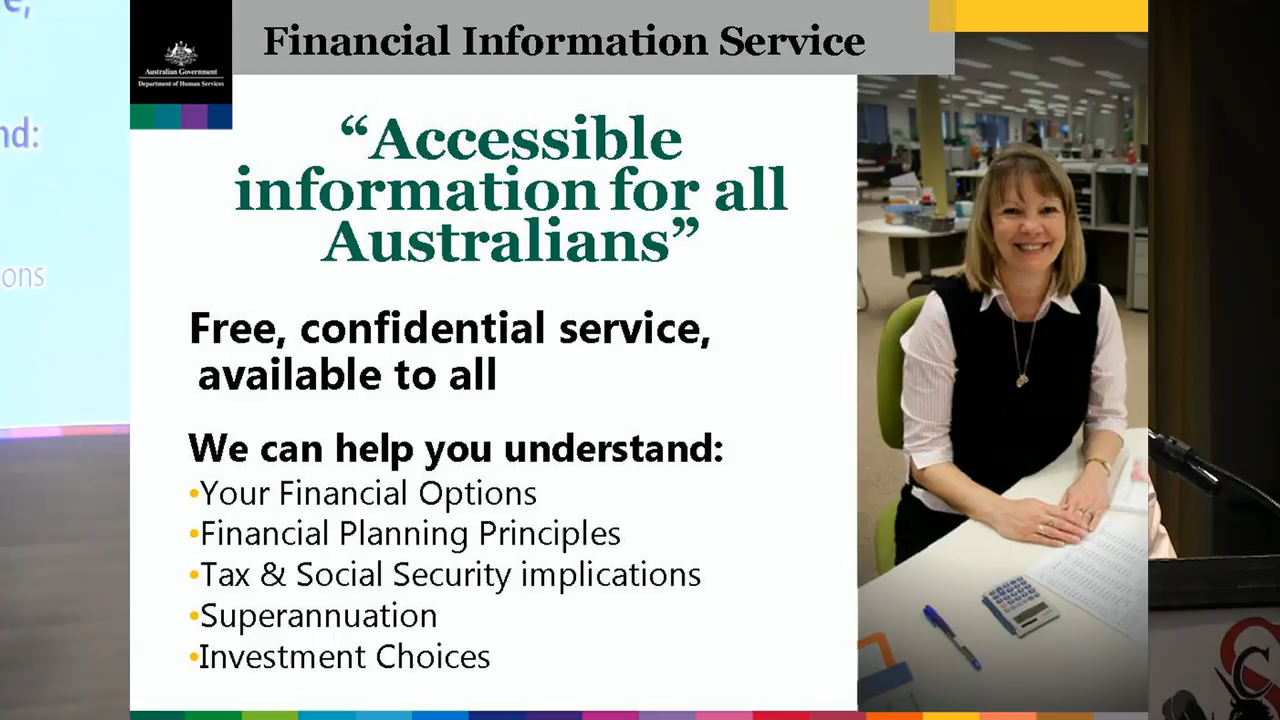 Financial Information Service
Australian Government
Department of Human Services
“Accessible
information for all
Australians”
Free, confidential service,
available to all
We can help you understand:
•Your Financial Options
•Financial Planning Principles
•Tax & Social Security implications
•Superannuation
•Investment Choices
nd:
ons
C